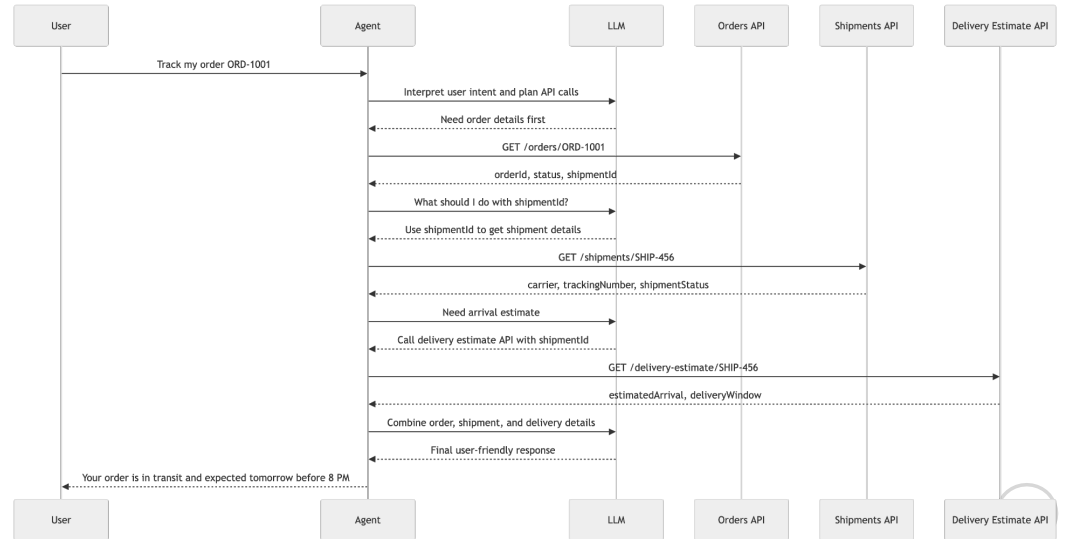 User Agent LLM Orders API Shipments API Delivery Estimate API
Track my order ORD-1001
Interpret user intent and plan API calls
Need order details first
GET /orders/ORD-1001
orderId, status, shipmentId
What should I do with shipmentId?
Use shipmentId to get shipment details
GET /shipments/SHIP-456
carrier, trackingNumber, shipmentStatus
Need arrival estimate
Call delivery estimate API with shipmentId
GET /delivery-estimate/SHIP-456
estimatedArrival, deliveryWindow
Combine order, shipment, and delivery details
Final user-friendly response
Your order is in transit and expected tomorrow before 8 PM
User Agent LLM Orders API Shipments API Delivery Estimate API